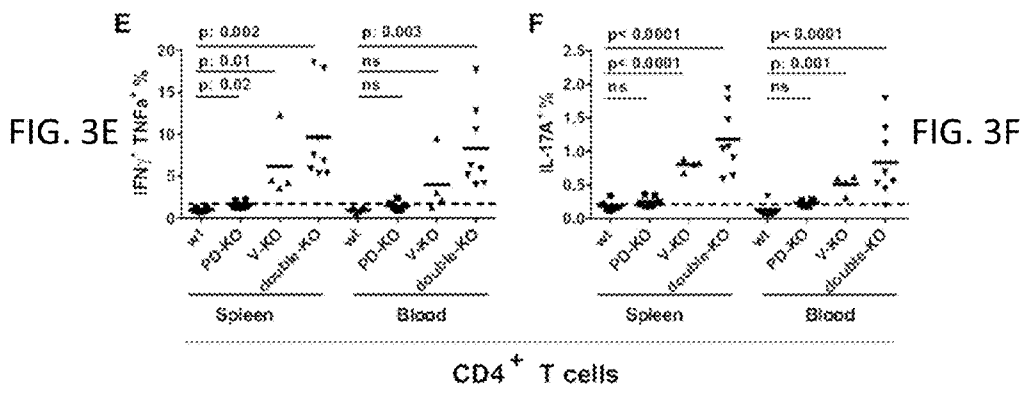 E
p: 0.002
p: 0.01
p: 0.02
p: 0.003
ns
ns
20
15
10
5
0
IFNγ⁺ TNFa⁺ %
FIG. 3E
wt
PD-KO
V-KO
double-KO
wt
PD-KO
V-KO
double-KO
Spleen
Blood
F
p< 0.0001
p< 0.0001
ns
p< 0.0001
p: 0.001
ns
2.5
2.0
1.5
1.0
0.5
0.0
IL-17A⁺ %
FIG. 3F
wt
PD-KO
V-KO
double-KO
wt
PD-KO
V-KO
double-KO
Spleen
Blood
CD4⁺ T cells